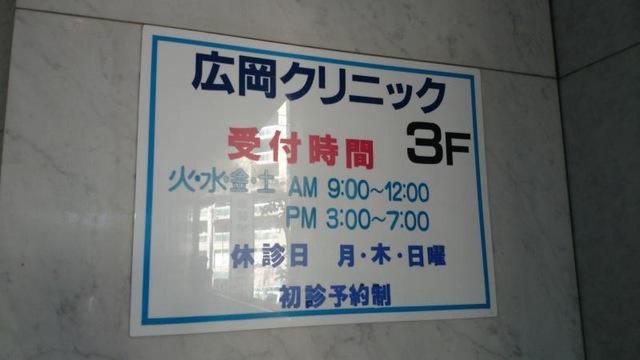 広岡クリニック
受付時間 3F
火・水・金・土 AM 9:00~12:00
PM 3:00~7:00
休診日 月・木・日曜
初診予約制